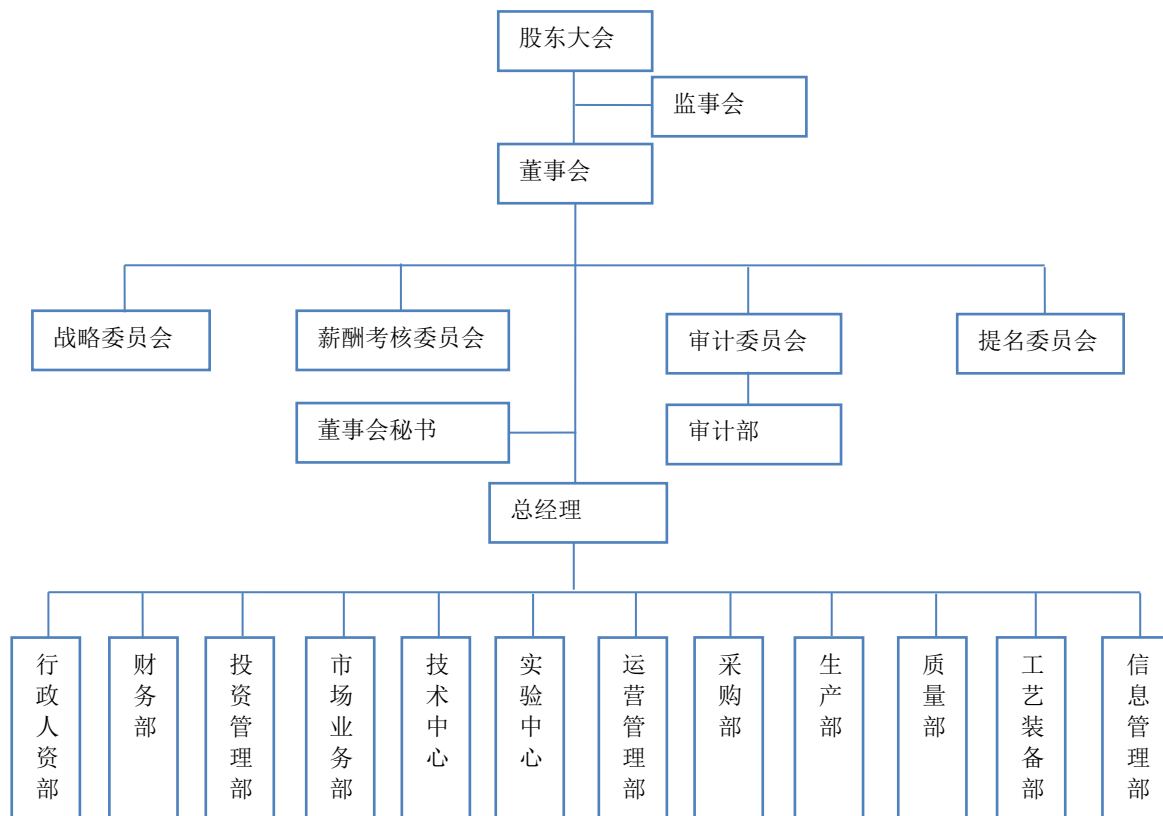 股东大会
监事会
董事会
战略委员会
薪酬考核委员会
审计委员会
提名委员会
董事会秘书
审计部
总经理
行政人资部
财务部
投资管理部
市场业务部
技术中心
实验中心
运营管理部
采购部
生产部
质量部
工艺装备部
信息管理部